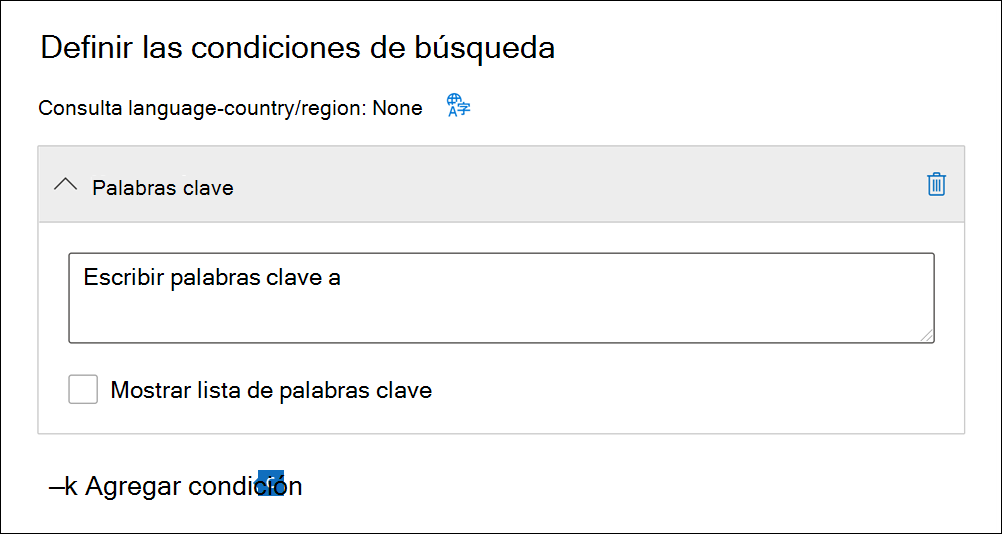 Definir las condiciones de búsqueda
Consulta language-country/region: None
Palabras clave
Escribir palabras clave a
Mostrar lista de palabras clave
—k Agregar condición